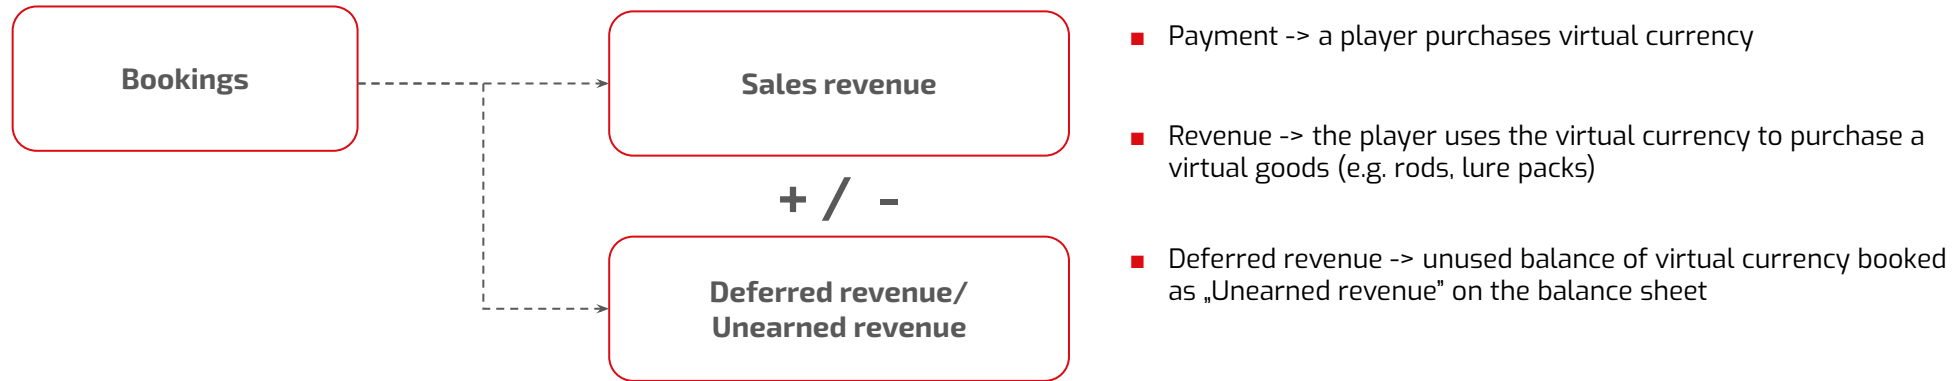 Bookings
Sales revenue
+ / -
Deferred revenue/
Unearned revenue
■ Payment -> a player purchases virtual currency
■ Revenue -> the player uses the virtual currency to purchase a
virtual goods (e.g. rods, lure packs)
■ Deferred revenue -> unused balance of virtual currency booked
as „Unearned revenue” on the balance sheet